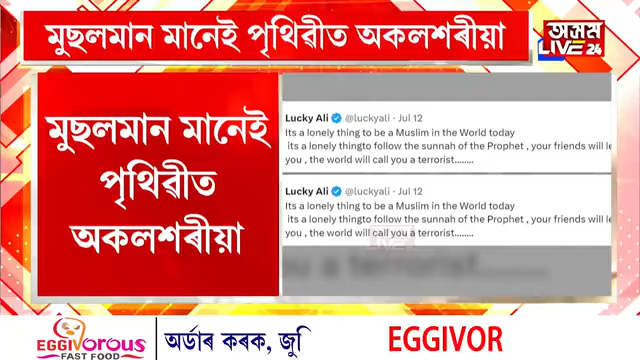 মুছলমান মানেই পৃথিৱীত অকলশৰীয়া
অসম
LIVE 24
মুছলমান মানেই
পৃথিৱীত
অকলশৰীয়া
Lucky Ali @luckyali · Jul 12
Its a lonely thing to be a Muslim in the World today
its a lonely thingto follow the sunnah of the Prophet , your friends will le
you , the world will call you a terrorist........
Lucky Ali @luckyali · Jul 12
Its a lonely thing to be a Muslim in the World today
its a lonely thingto follow the sunnah of the Prophet , your friends will le
you , the world will call you a terrorist........
LIVE
you a terrorist........
EGGIVOROUS
FAST FOOD
অৰ্ডাৰ কৰক, জুমি
EGGIVOR